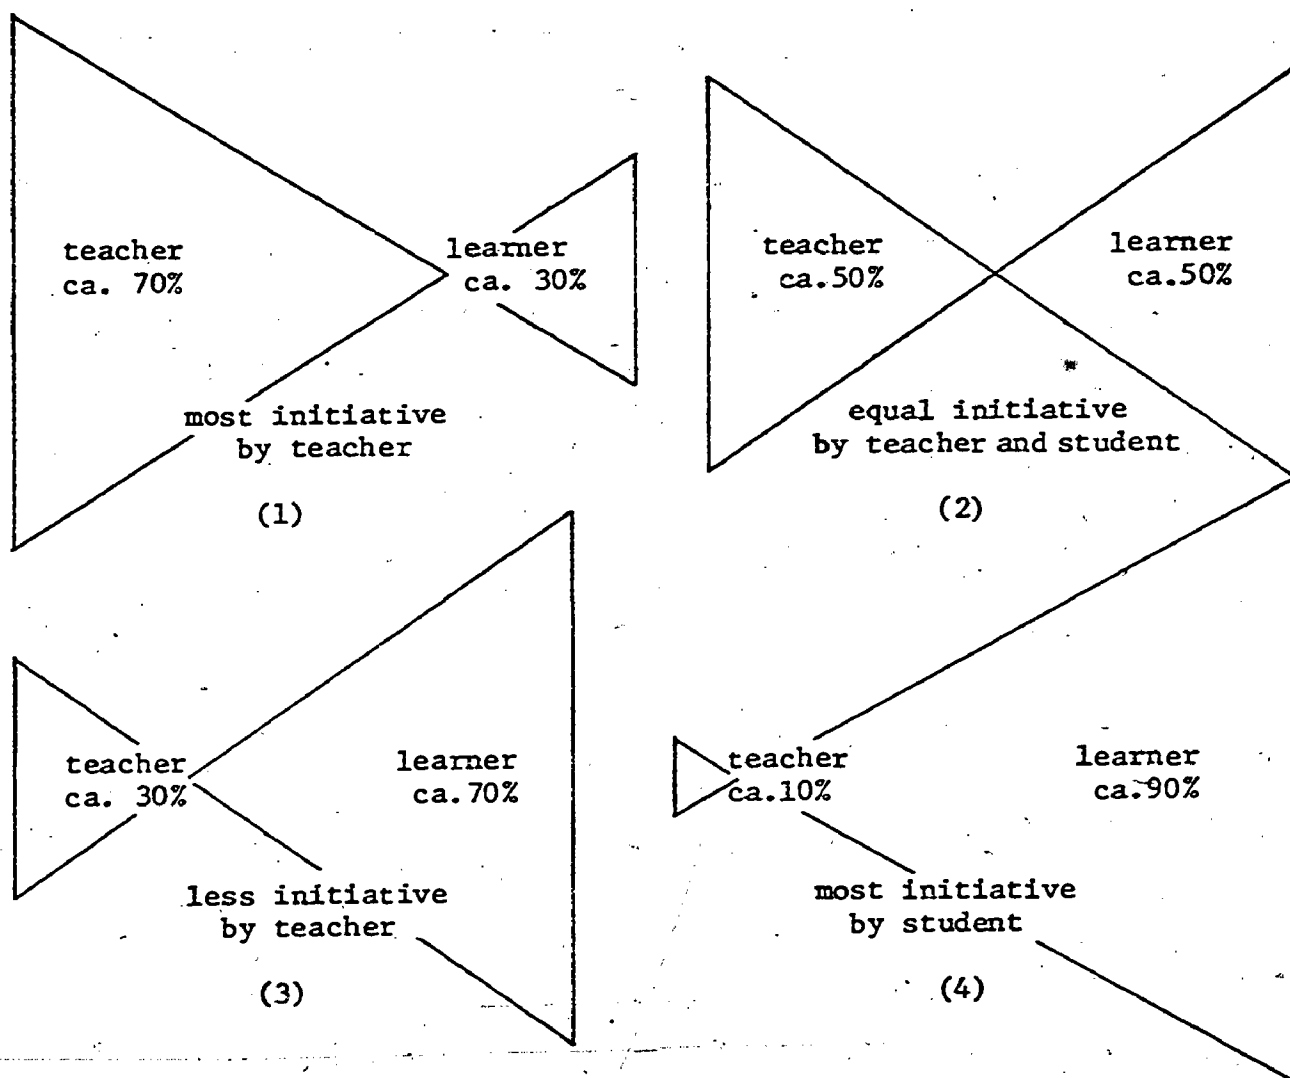 teacher
ca. 70%
learner
ca. 30%
most initiative
by teacher
(1)
teacher
ca.50%
learner
ca.50%
equal initiative
by teacher and student
(2)
teacher
ca. 30%
learner
ca.70%
less initiative
by teacher
(3)
teacher
ca.10%
learner
ca.90%
most initiative
by student
(4)